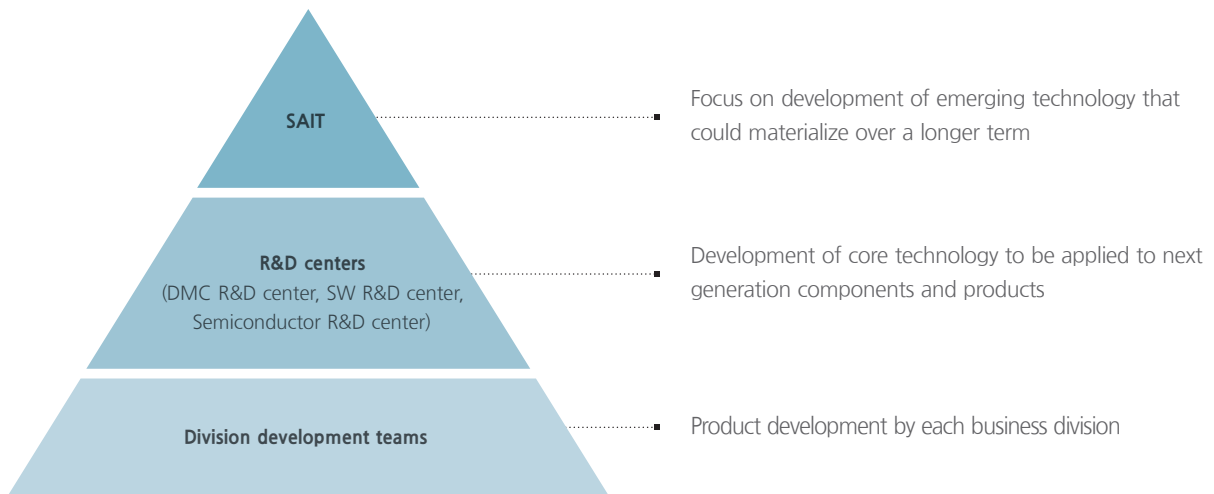 SAIT
Focus on development of emerging technology that
could materialize over a longer term
R&D centers
(DMC R&D center, SW R&D center,
Semiconductor R&D center)
Development of core technology to be applied to next
generation components and products
Division development teams
Product development by each business division